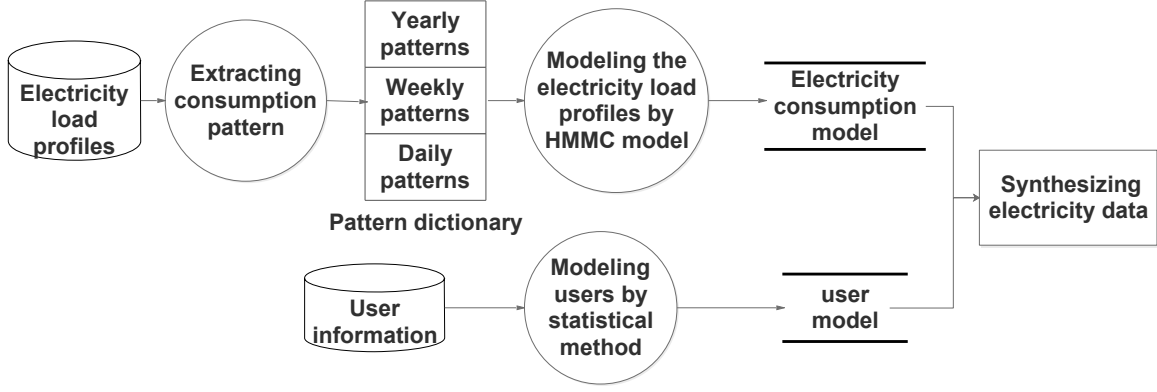 Electricity
load
profiles
Extracting
consumption
pattern
Yearly
patterns
Weekly
patterns
Daily
patterns
Pattern dictionary
Modeling the
electricity load
profiles by
HMMC model
Electricity
consumption
model
Synthesizing
electricity data
User
information
Modeling
users by
statistical
method
user
model